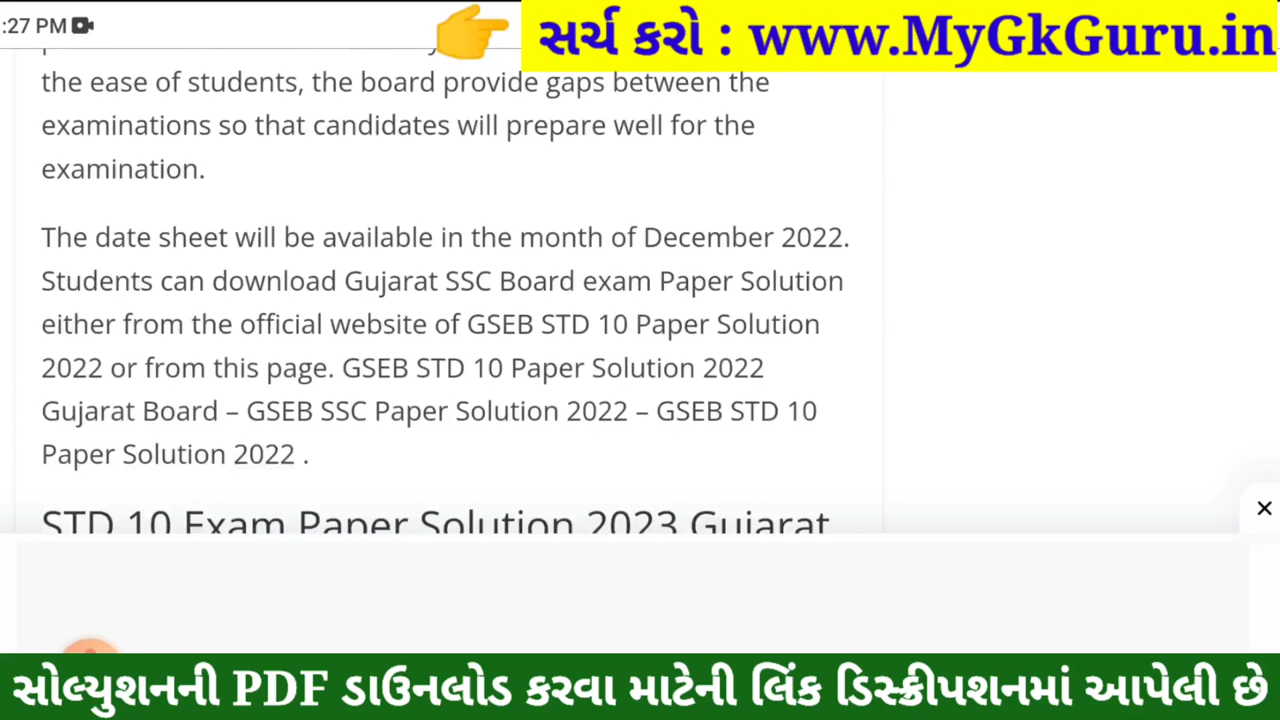 :27 PM
સર્ચ કરો : www.MyGkGuru.in
the ease of students, the board provide gaps between the
examinations so that candidates will prepare well for the
examination.
The date sheet will be available in the month of December 2022.
Students can download Gujarat SSC Board exam Paper Solution
either from the official website of GSEB STD 10 Paper Solution
2022 or from this page. GSEB STD 10 Paper Solution 2022
Gujarat Board – GSEB SSC Paper Solution 2022 – GSEB STD 10
Paper Solution 2022 .
STD 10 Exam Paper Solution 2023 Gujarat
સોલ્યુશનની PDF ડાઉનલોડ કરવા માટેની લિંક ડિસ્ક્રીપશનમાં આપેલી છે